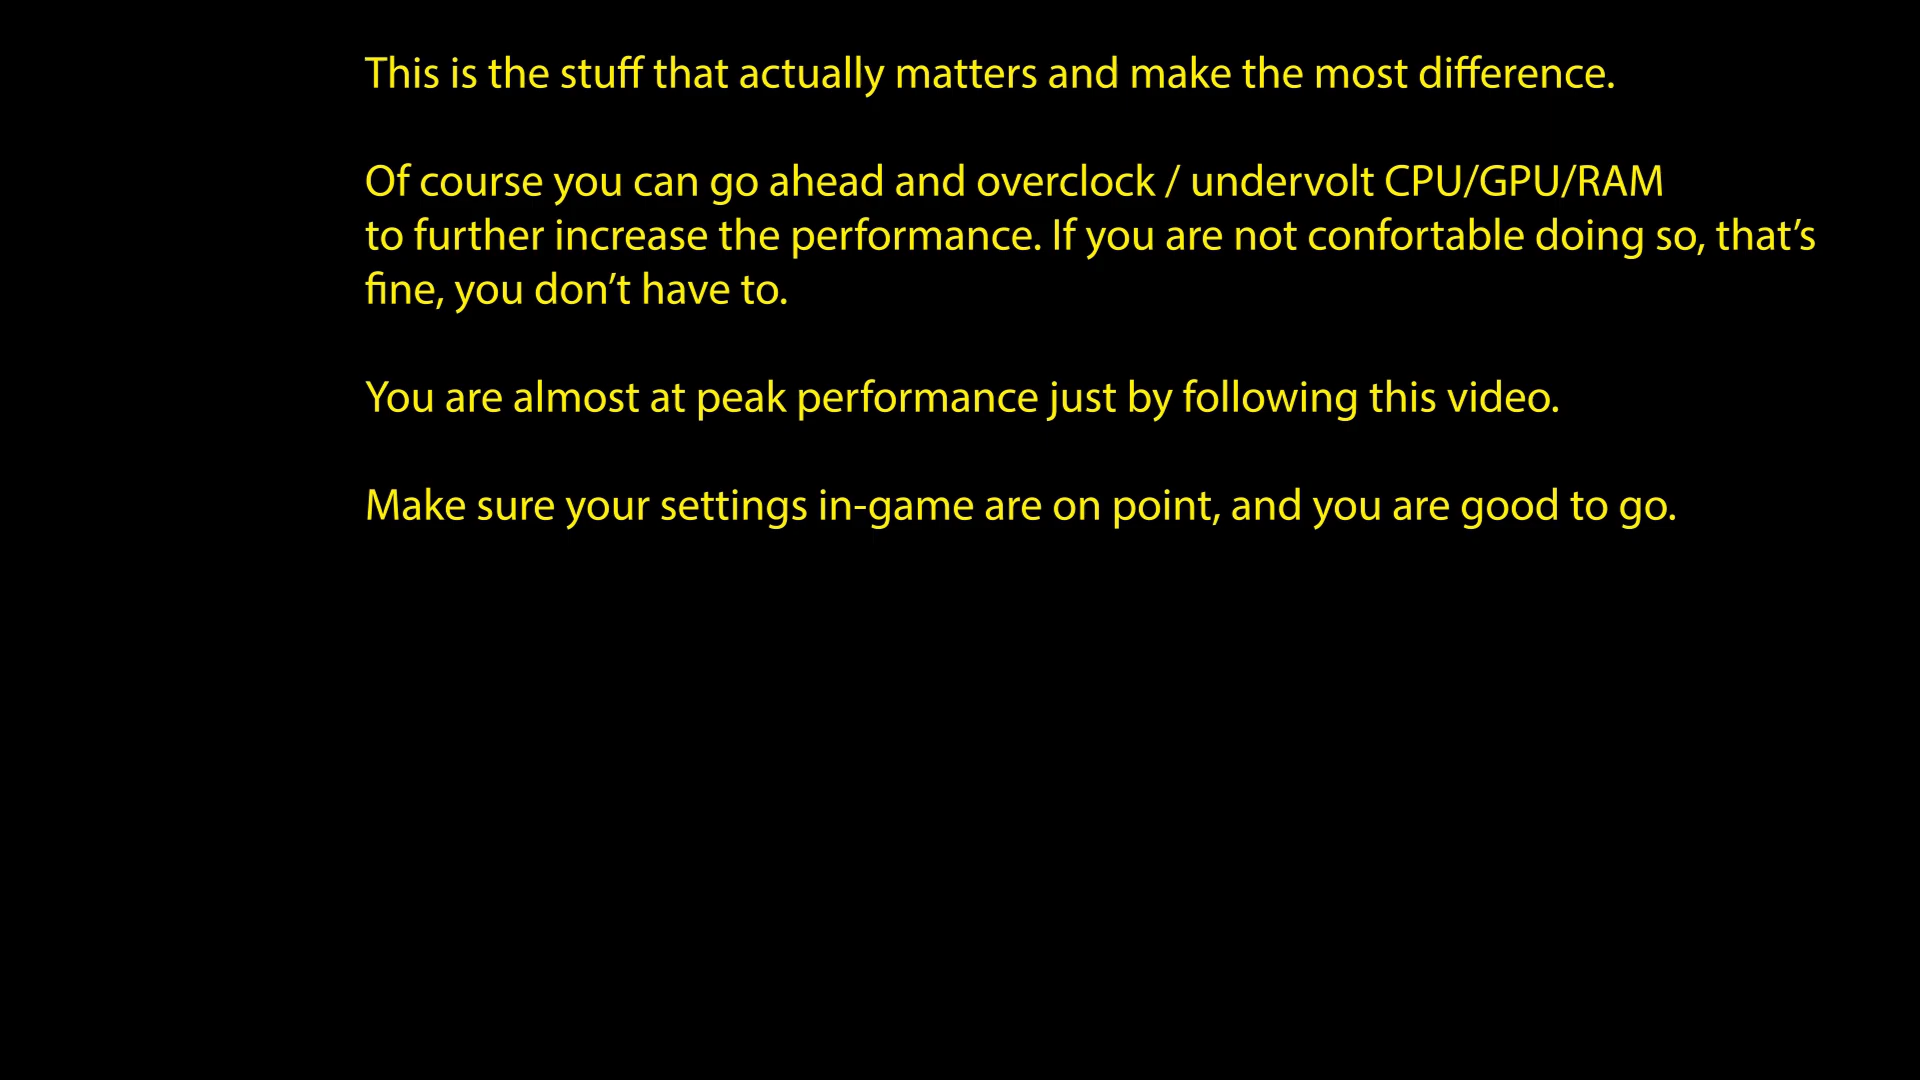 This is the stuff that actually matters and make the most difference.
Of course you can go ahead and overclock / undervolt CPU/GPU/RAM
to further increase the performance. If you are not confortable doing so, that’s
fine, you don’t have to.
You are almost at peak performance just by following this video.
Make sure your settings in-game are on point, and you are good to go.